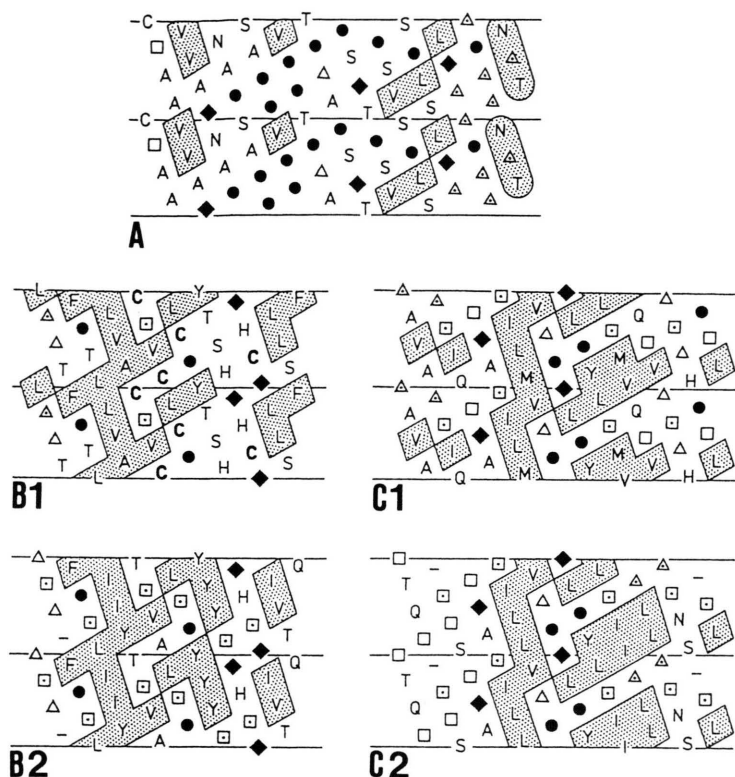 –C V S T
V N V L N
V A A S S L
A A A S V L S T
–C A V S T A T S S
V N V L N
V A A S S L
A A A S V L T
A T S
A
L F L C L Y F
L V T H L
T T V V C S C L
L F A C C L Y H S F
L V T H L
T T V S H L
L A V C S
B1
A I V L L Q
V I L Y M
A Q A M L V V H L
V I L L L Q
A I L Y M V
Q M V H L
C1
F I T L Y Q
I Y H I
– L Y V A Y V T
F I T L Y Q
I Y H I
– L Y V A V T
B2
T – I V L L –
Q L Y I L N
S A L L I L S L
T – I V L L –
Q L Y I L N
S A L I S L
C2